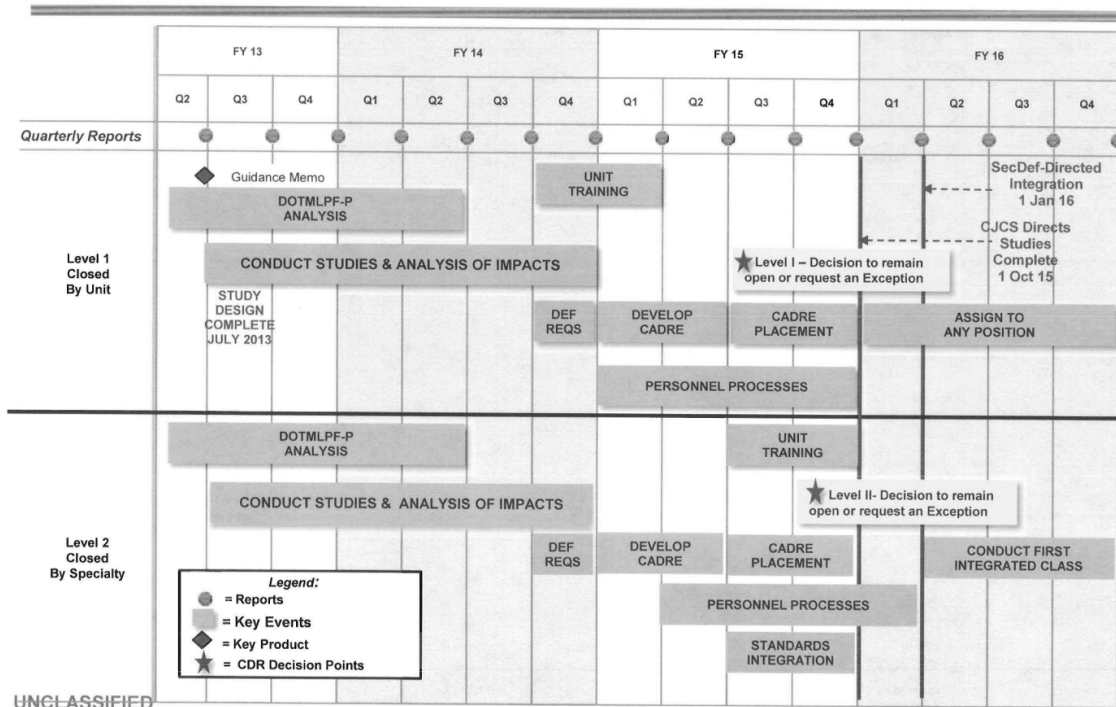 FY 13 FY 14 FY 15 FY 16
Q2 Q3 Q4 Q1 Q2 Q3 Q4 Q1 Q2 Q3 Q4 Q1 Q2 Q3 Q4
Quarterly Reports
Level 1
Closed
By Unit
Guidance Memo
DOTMLPF-P
ANALYSIS
UNIT
TRAINING
SecDef-Directed
Integration
1 Jan 16
CONDUCT STUDIES & ANALYSIS OF IMPACTS
CJCS Directs
Studies
Complete
1 Oct 15
Level I – Decision to remain
open or request an Exception
STUDY
DESIGN
COMPLETE
JULY 2013
DEF
REQS
DEVELOP
CADRE
CADRE
PLACEMENT
ASSIGN TO
ANY POSITION
PERSONNEL PROCESSES
Level 2
Closed
By Specialty
DOTMLPF-P
ANALYSIS
UNIT
TRAINING
CONDUCT STUDIES & ANALYSIS OF IMPACTS
Level II- Decision to remain
open or request an Exception
DEF
REQS
DEVELOP
CADRE
CADRE
PLACEMENT
CONDUCT FIRST
INTEGRATED CLASS
PERSONNEL PROCESSES
STANDARDS
INTEGRATION
Legend:
= Reports
= Key Events
= Key Product
= CDR Decision Points
UNCLASSIFIED